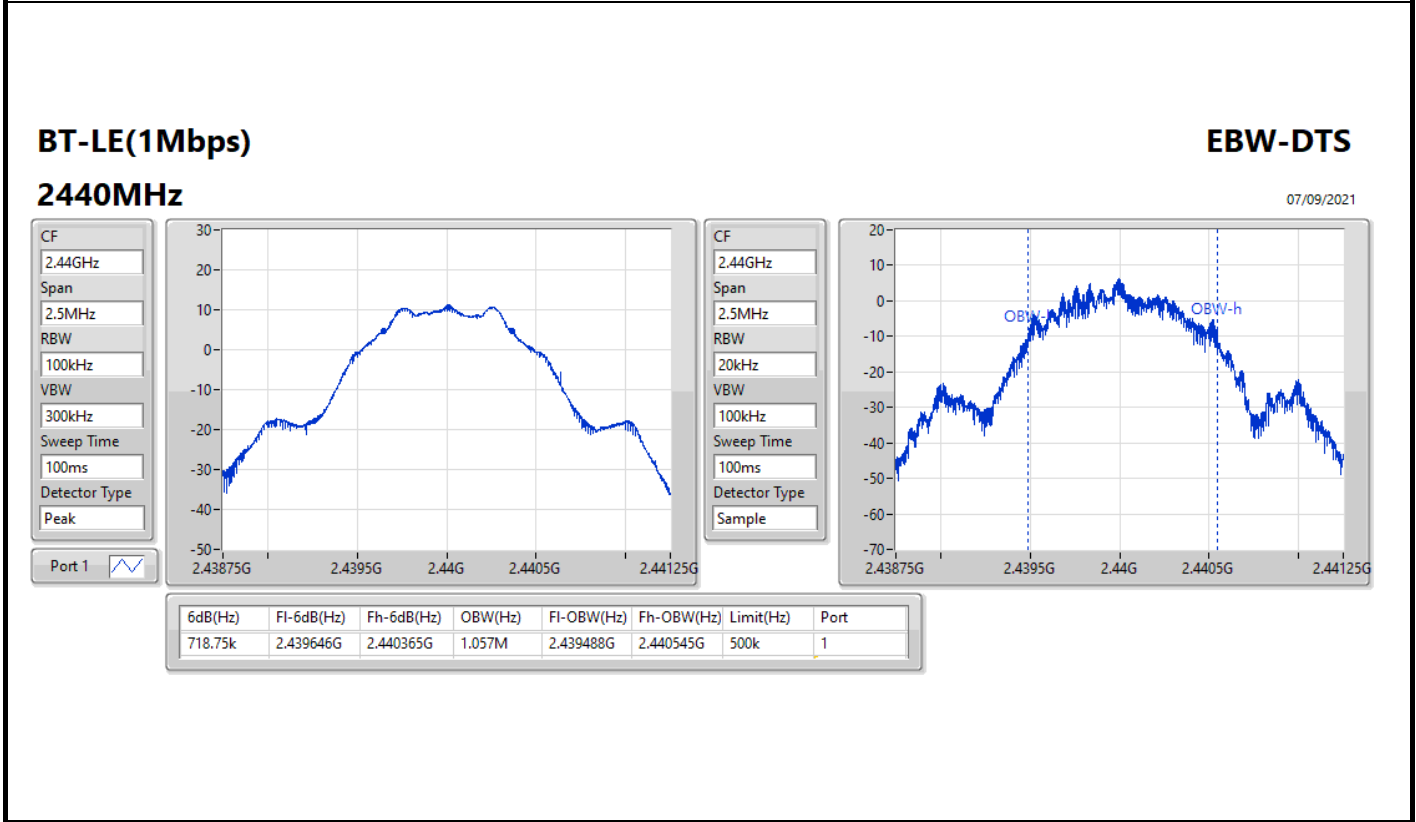 BT-LE(1Mbps)
EBW-DTS
2440MHz
07/09/2021
CF
2.44GHz
Span
2.5MHz
RBW
100kHz
VBW
300kHz
Sweep Time
100ms
Detector Type
Peak
Port 1
30
20
10
0
-10
-20
-30
-40
-50
2.43875G 2.4395G 2.44G 2.4405G 2.44125G
CF
2.44GHz
Span
2.5MHz
RBW
20kHz
VBW
100kHz
Sweep Time
100ms
Detector Type
Sample
20
10
0
-10
-20
-30
-40
-50
-60
-70
OBW-h
2.43875G 2.4395G 2.44G 2.4405G 2.44125G
6dB(Hz) Fl-6dB(Hz) Fh-6dB(Hz) OBW(Hz) Fl-OBW(Hz) Fh-OBW(Hz) Limit(Hz) Port
718.75k 2.439646G 2.440365G 1.057M 2.439488G 2.440545G 500k 1